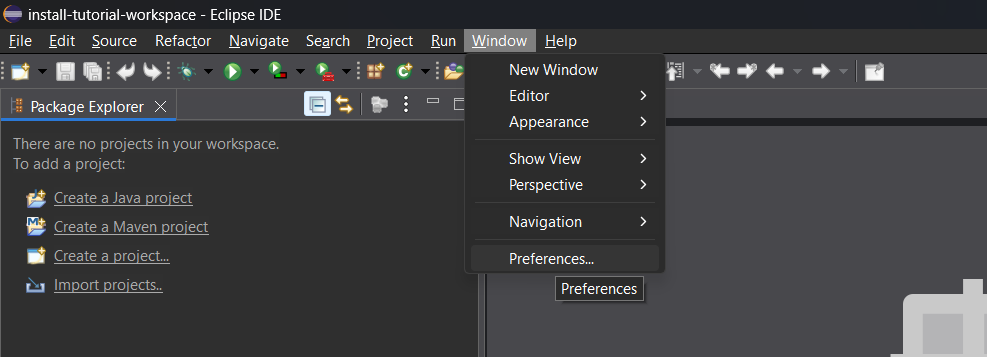 install-tutorial-workspace - Eclipse IDE
File Edit Source Refactor Navigate Search Project Run Window Help
Package Explorer
There are no projects in your workspace.
To add a project:
Create a Java project
Create a Maven project
Create a project...
Import projects..
New Window
Editor
Appearance
Show View
Perspective
Navigation
Preferences...
Preferences